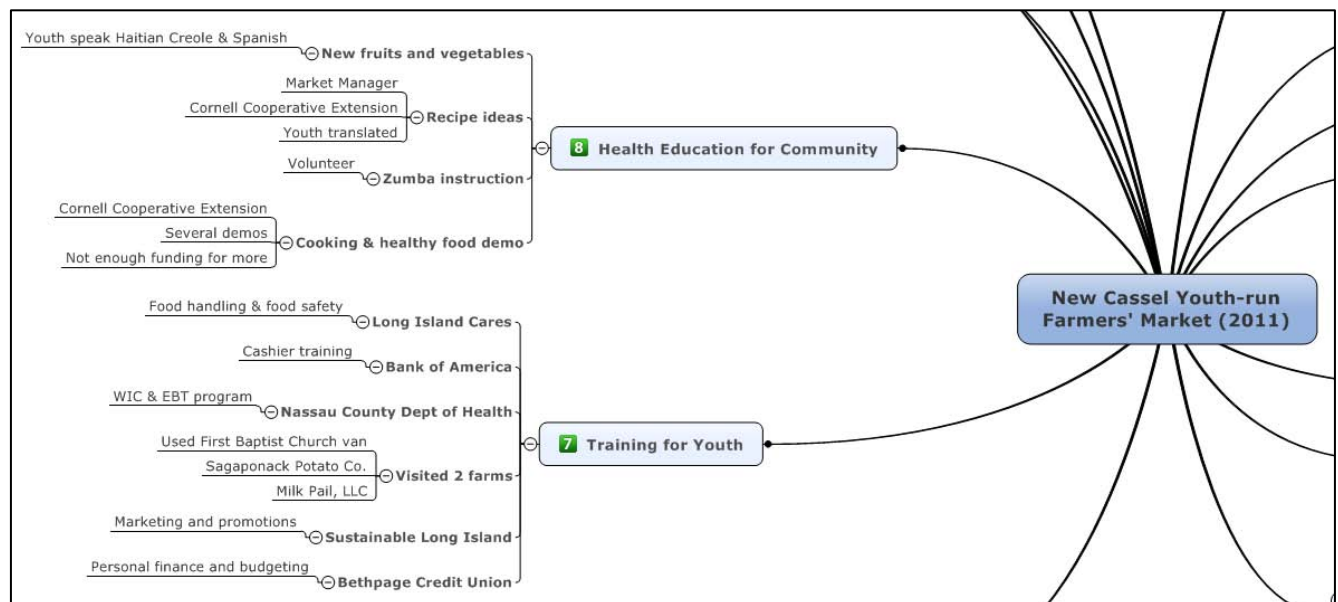 Youth speak Haitian Creole & Spanish
New fruits and vegetables
Market Manager
Cornell Cooperative Extension
Youth translated
Recipe ideas
Volunteer
Zumba instruction
Cornell Cooperative Extension
Several demos
Not enough funding for more
Cooking & healthy food demo
8 Health Education for Community
Food handling & food safety
Long Island Cares
Cashier training
Bank of America
WIC & EBT program
Nassau County Dept of Health
Used First Baptist Church van
Sagaponack Potato Co.
Milk Pail, LLC
Visited 2 farms
Marketing and promotions
Sustainable Long Island
Personal finance and budgeting
Bethpage Credit Union
7 Training for Youth
New Cassel Youth-run
Farmers' Market (2011)